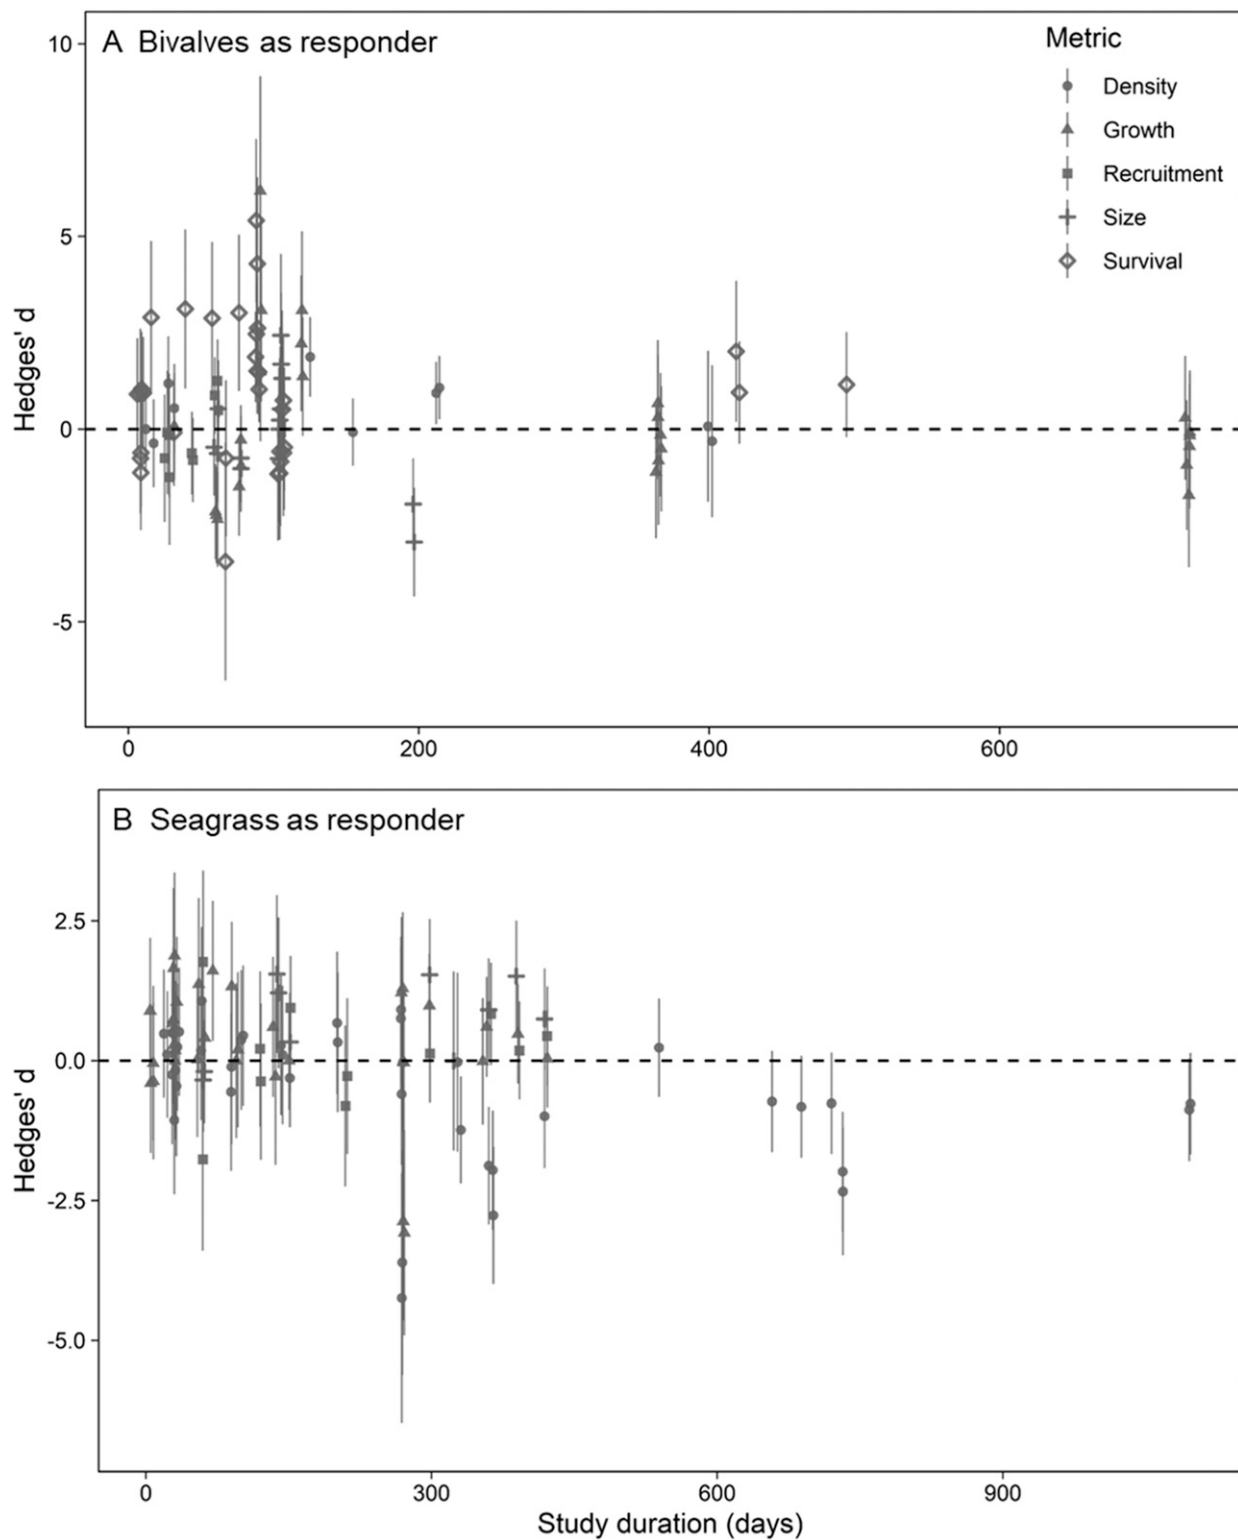 A Bivalves as responder
Metric
Density
Growth
Recruitment
Size
Survival
Hedges' d
10
5
0
-5
0 200 400 600
B Seagrass as responder
Hedges' d
2.5
0.0
-2.5
-5.0
0 300 600 900
Study duration (days)